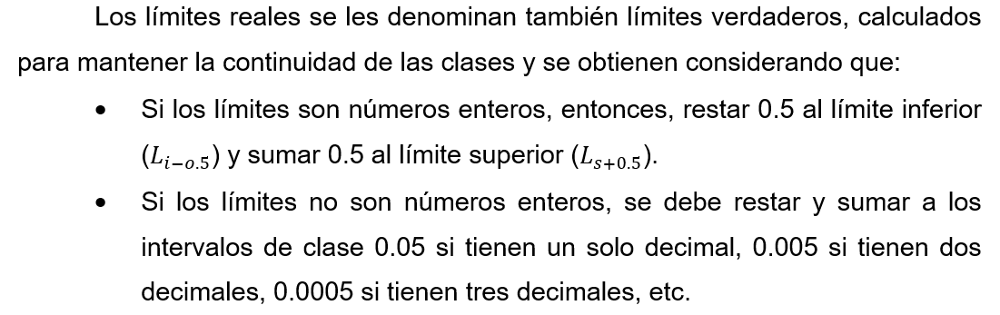 Los límites reales se les denominan también límites verdaderos, calculados
para mantener la continuidad de las clases y se obtienen considerando que:
• Si los límites son números enteros, entonces, restar 0.5 al límite inferior
(L_{i−o.5}) y sumar 0.5 al límite superior (L_{s+0.5}).
• Si los límites no son números enteros, se debe restar y sumar a los
intervalos de clase 0.05 si tienen un solo decimal, 0.005 si tienen dos
decimales, 0.0005 si tienen tres decimales, etc.